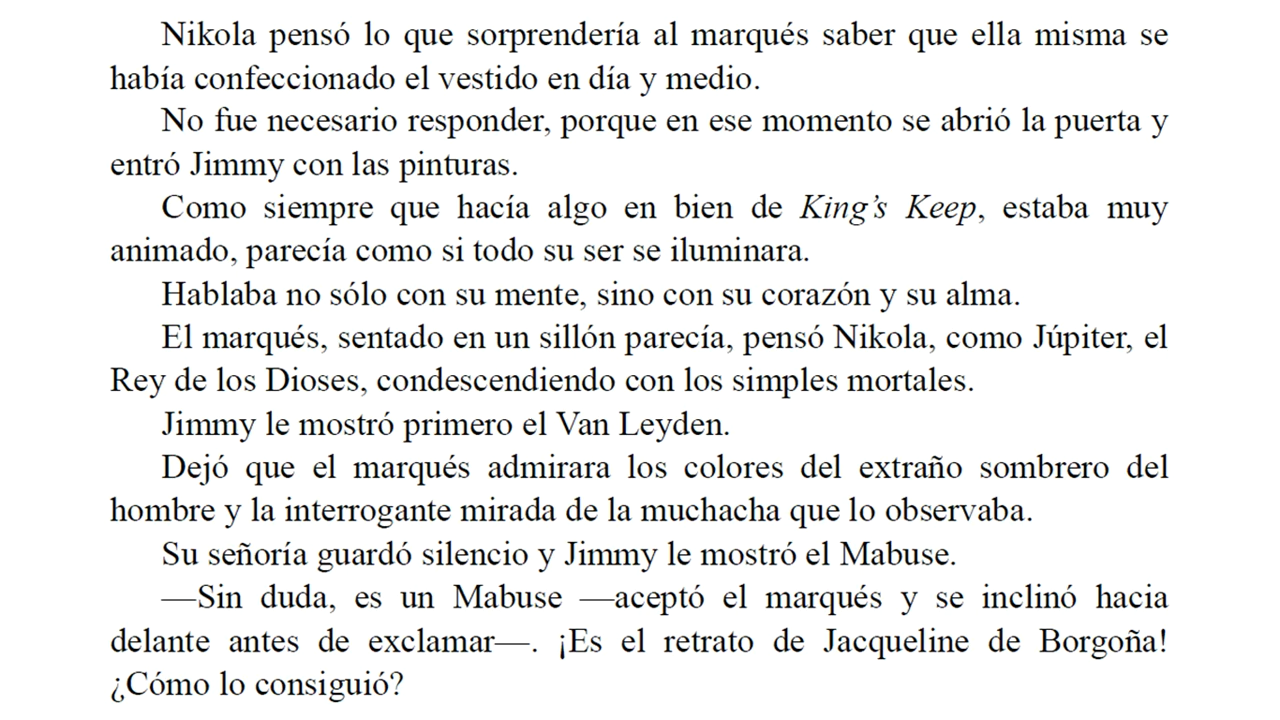 Nikola pensó lo que sorprendería al marqués saber que ella misma se
había confeccionado el vestido en día y medio.
No fue necesario responder, porque en ese momento se abrió la puerta y
entró Jimmy con las pinturas.
Como siempre que hacía algo en bien de King’s Keep, estaba muy
animado, parecía como si todo su ser se iluminara.
Hablaba no sólo con su mente, sino con su corazón y su alma.
El marqués, sentado en un sillón parecía, pensó Nikola, como Júpiter, el
Rey de los Dioses, condescendiendo con los simples mortales.
Jimmy le mostró primero el Van Leyden.
Dejó que el marqués admirara los colores del extraño sombrero del
hombre y la interrogante mirada de la muchacha que lo observaba.
Su señoría guardó silencio y Jimmy le mostró el Mabuse.
—Sin duda, es un Mabuse —aceptó el marqués y se inclinó hacia
delante antes de exclamar—. ¡Es el retrato de Jacqueline de Borgoña!
¿Cómo lo consiguió?